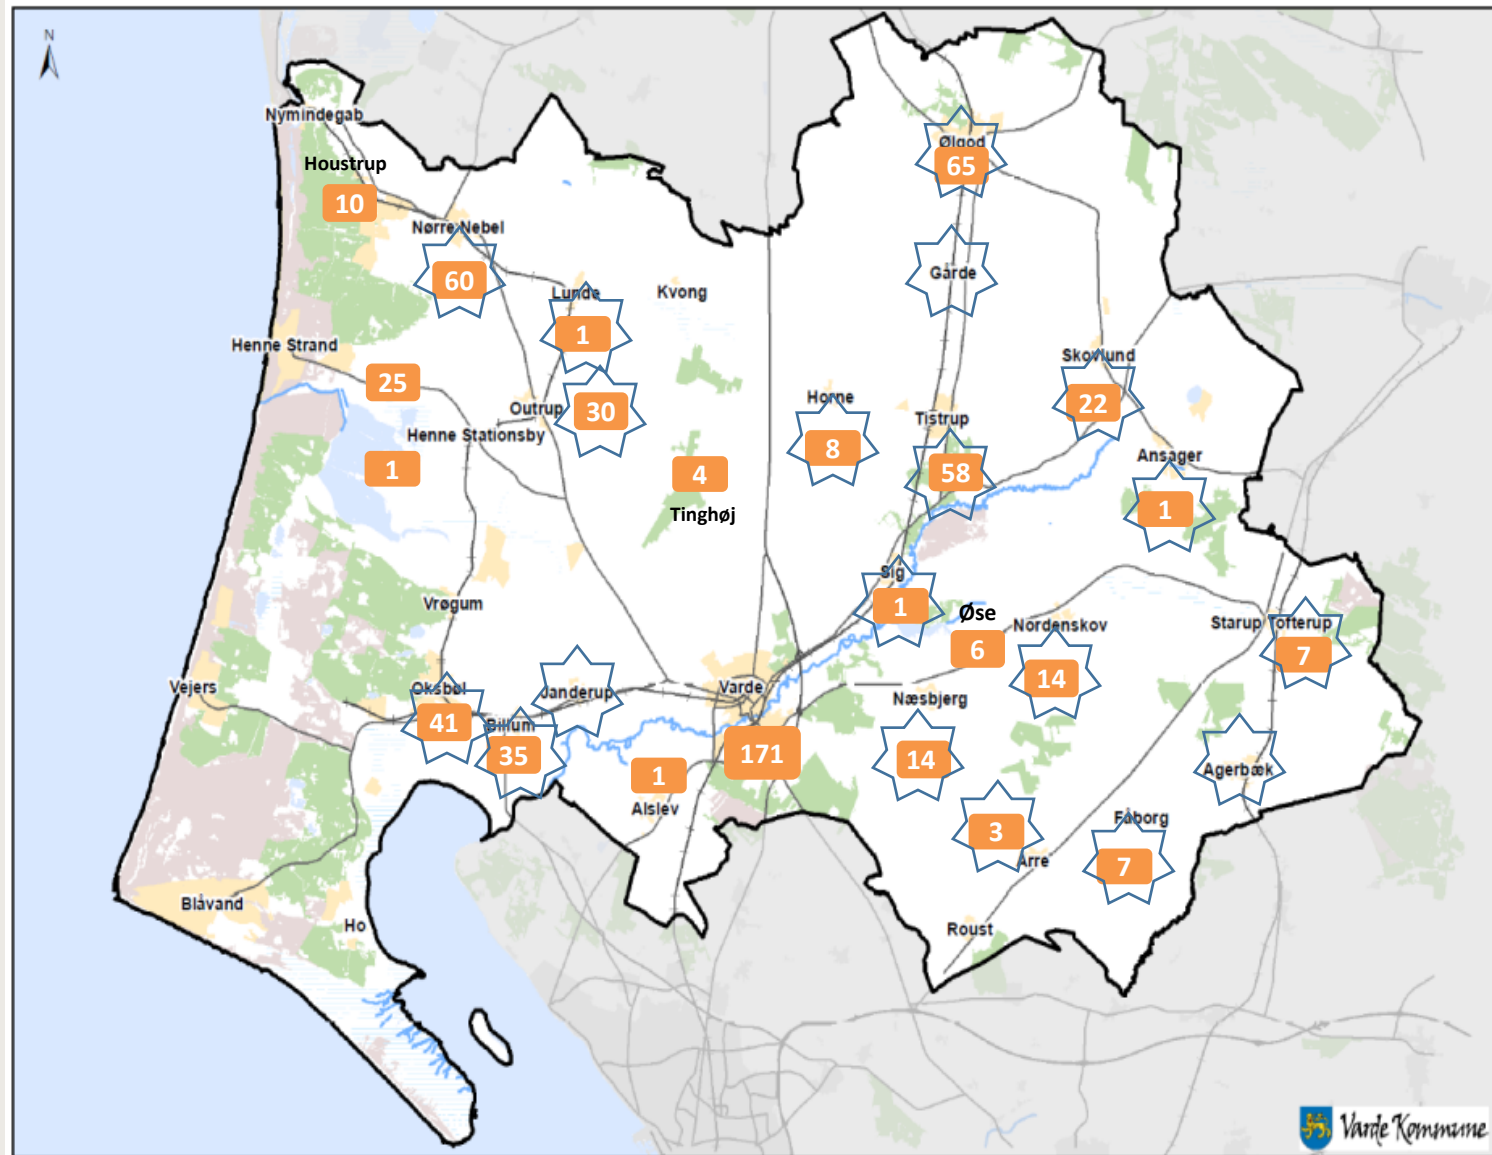 N
Nymindegab
Houstrup
10
Nørre Nebel
60
Lunde
1
Kvong
Henne Strand
25
Outrup
30
Henne Stationsby
1
4
Tinghøj
Ølgod
65
Gårde
Skovlund
22
Horne
8
Tistrup
58
Ansager
1
Sig
1
Øse
6
Nordenskov
14
Starup Tofterup
7
Vrøgum
Vejers
Oksbøl
41
Janderup
Billum
35
Varde
171
Næsbjerg
14
1
Alslev
Agerbæk
3
Årre
Fåborg
7
Blåvand
Ho
Roust
Varde Kommune